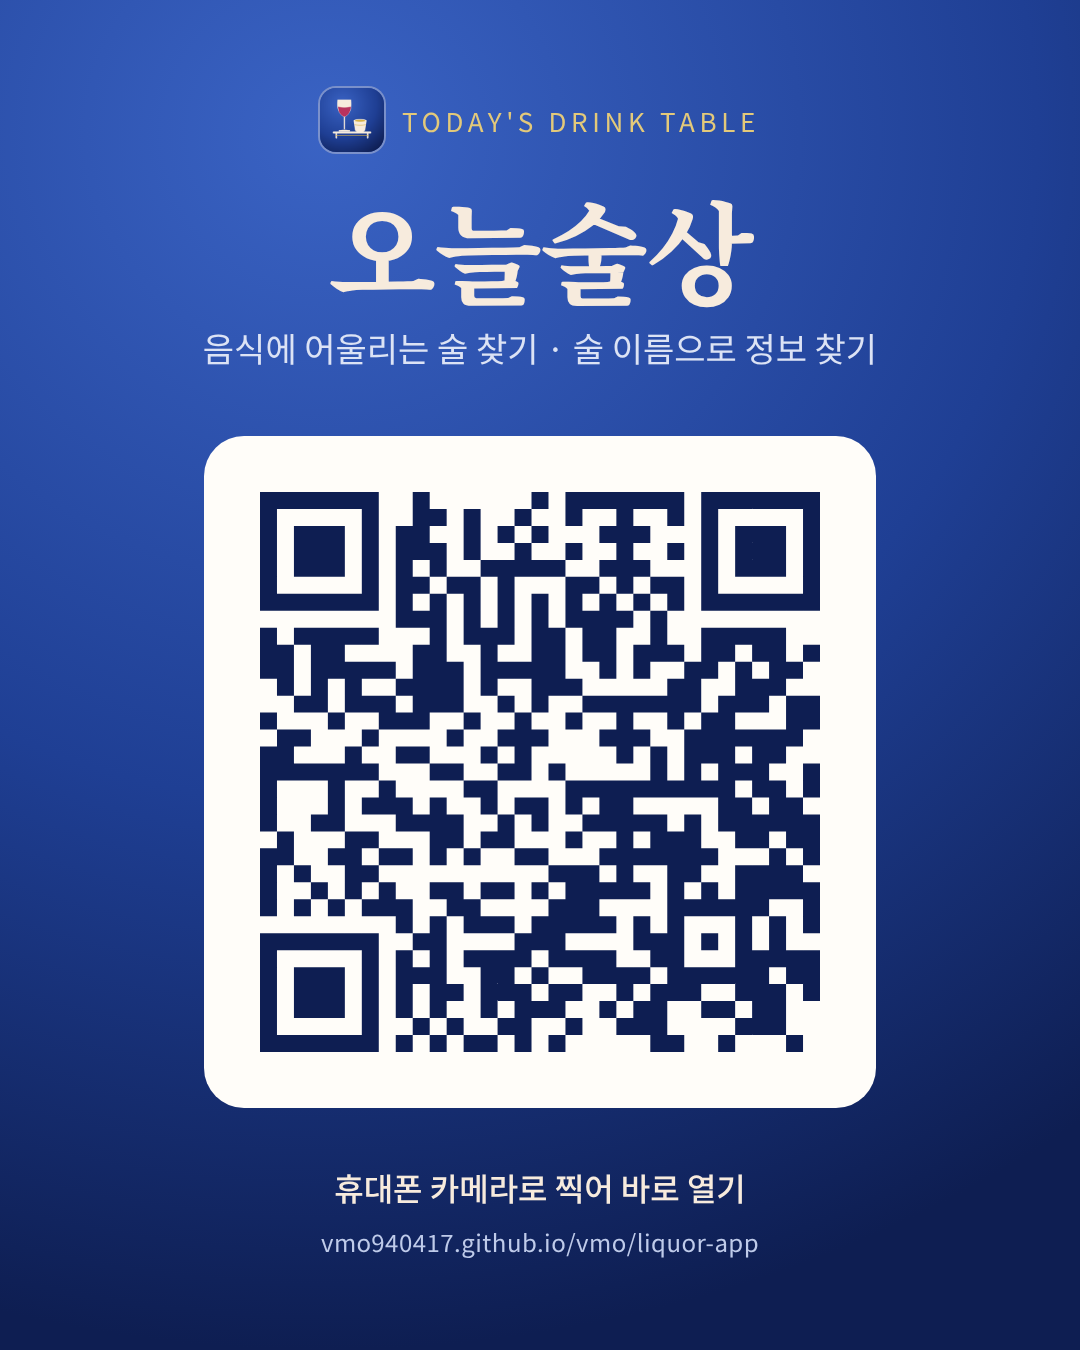 TODAY'S DRINK TABLE
오늘술상
음식에 어울리는 술 찾기 · 술 이름으로 정보 찾기
휴대폰 카메라로 찍어 바로 열기
vmo940417.github.io/vmo/liquor-app